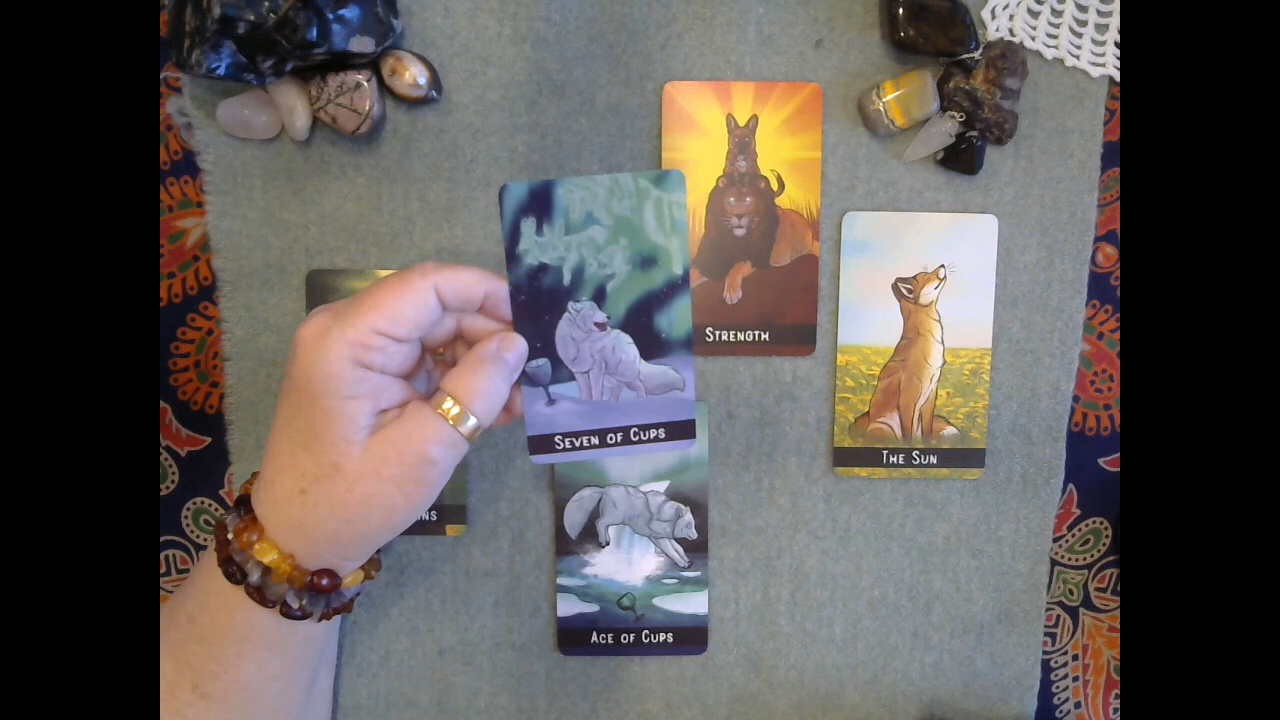 Strength
The Sun
Seven of Cups
Ace of Cups